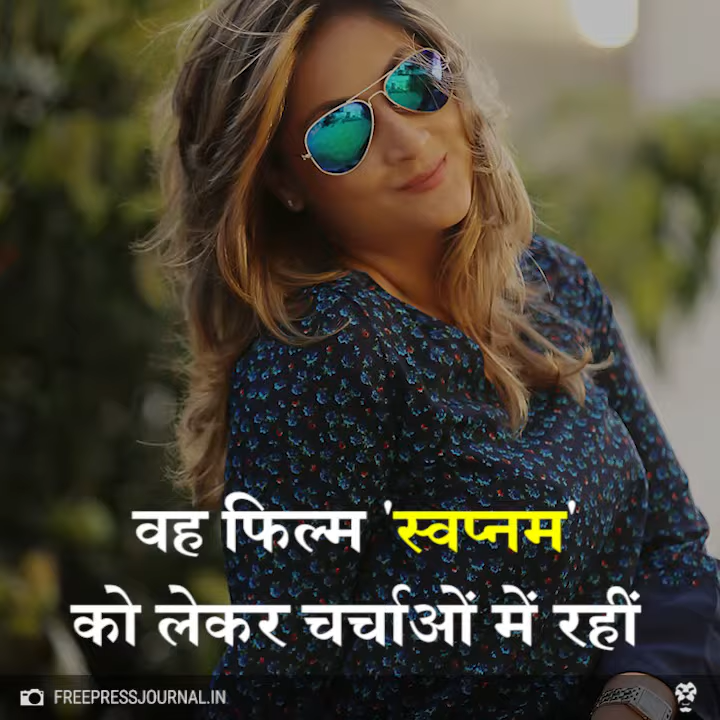 वह फिल्म 'स्वप्नम'
को लेकर चर्चाओं में रहीं
FREEPRESSJOURNAL.IN